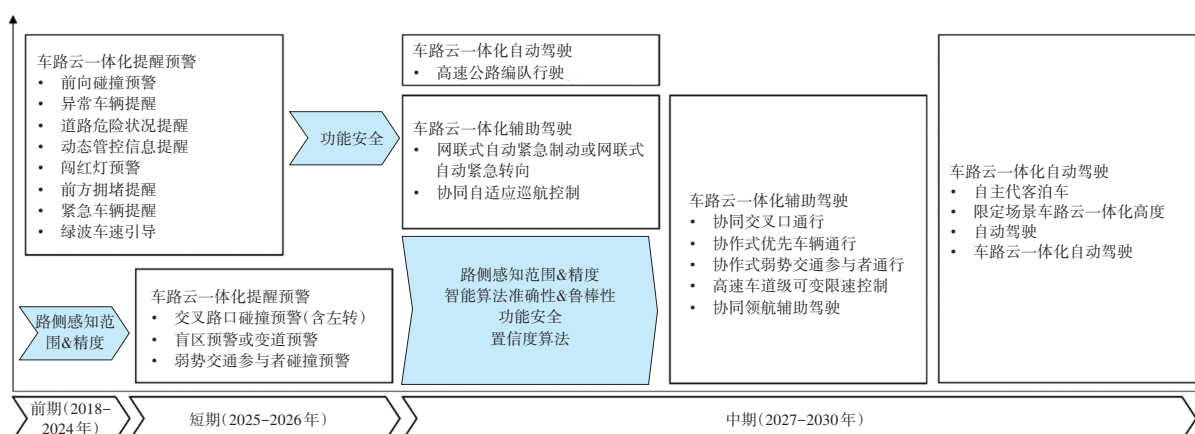 车路云一体化提醒预警
• 前向碰撞预警
• 异常车辆提醒
• 道路危险状况提醒
• 动态管控信息提醒
• 闯红灯预警
• 前方拥堵提醒
• 紧急车辆提醒
• 绿波车速引导
功能安全
车路云一体化自动驾驶
• 高速公路编队行驶
车路云一体化辅助驾驶
• 网联式自动紧急制动或网联式
自动紧急转向
• 协同自适应巡航控制
路侧感知范
围&精度
车路云一体化提醒预警
• 交叉路口碰撞预警(含左转)
• 盲区预警或变道预警
• 弱势交通参与者碰撞预警
路侧感知范围&精度
智能算法准确性&鲁棒性
功能安全
置信度算法
车路云一体化辅助驾驶
• 协同交叉口通行
• 协作式优先车辆通行
• 协作式弱势交通参与者通行
• 高速车道级可变限速控制
• 协同领航辅助驾驶
车路云一体化自动驾驶
• 自主代客泊车
• 限定场景车路云一体化高度
• 自动驾驶
• 车路云一体化自动驾驶
前期(2018-
2024年)
短期(2025-2026年)
中期(2027-2030年)